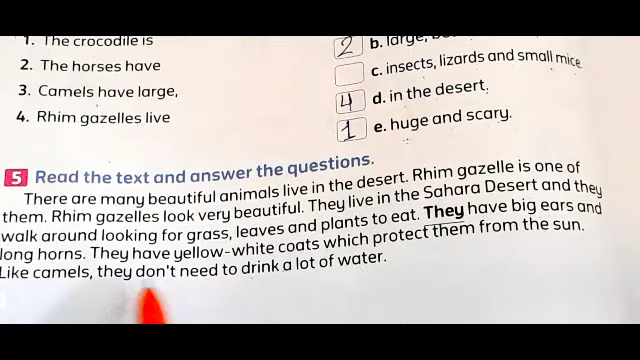 1. The crocodile is
2 b. large,
2. The horses have
c. insects, lizards and small mice.
3. Camels have large,
4 d. in the desert.
4. Rhim gazelles live
1 e. huge and scary.
5 Read the text and answer the questions.
There are many beautiful animals live in the desert. Rhim gazelle is one of
them. Rhim gazelles look very beautiful. They live in the Sahara Desert and they
walk around looking for grass, leaves and plants to eat. They have big ears and
long horns. They have yellow-white coats which protect them from the sun.
Like camels, they don't need to drink a lot of water.